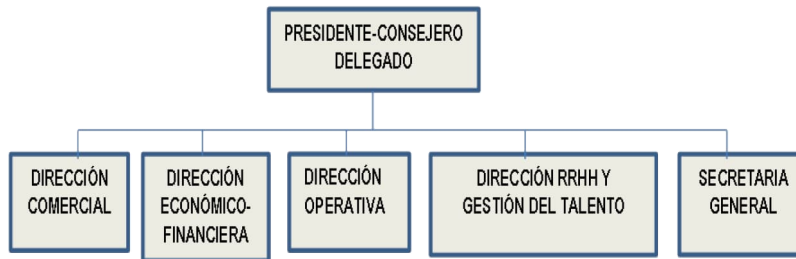 PRESIDENTE-CONSEJERO
DELEGADO
DIRECCIÓN
COMERCIAL
DIRECCIÓN
ECONÓMICO-
FINANCIERA
DIRECCIÓN
OPERATIVA
DIRECCIÓN RRHH Y
GESTIÓN DEL TALENTO
SECRETARIA
GENERAL